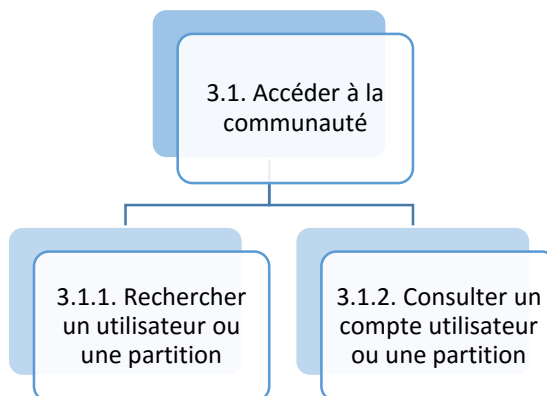 3.1. Accéder à la
communauté
3.1.1. Rechercher
un utilisateur ou
une partition
3.1.2. Consulter un
compte utilisateur
ou une partition